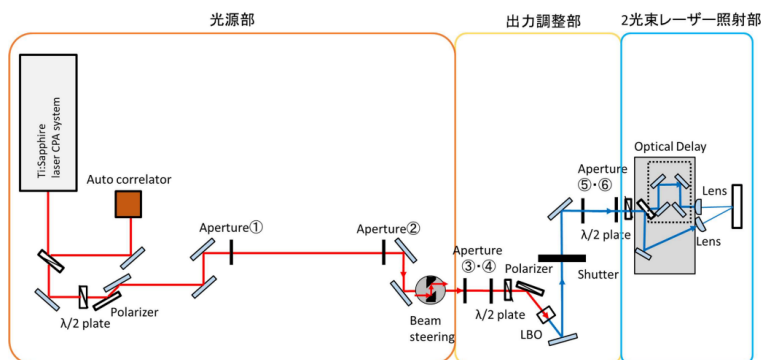 光源部
出力調整部
2光束レーザー照射部
Ti:Sapphire
laser CPA system
Auto correlator
Aperture①
Aperture②
λ/2 plate
Polarizer
Beam
steering
Aperture
③・④
Polarizer
λ/2 plate
LBO
Shutter
Aperture
⑤・⑥
λ/2 plate
Optical Delay
Lens
Lens